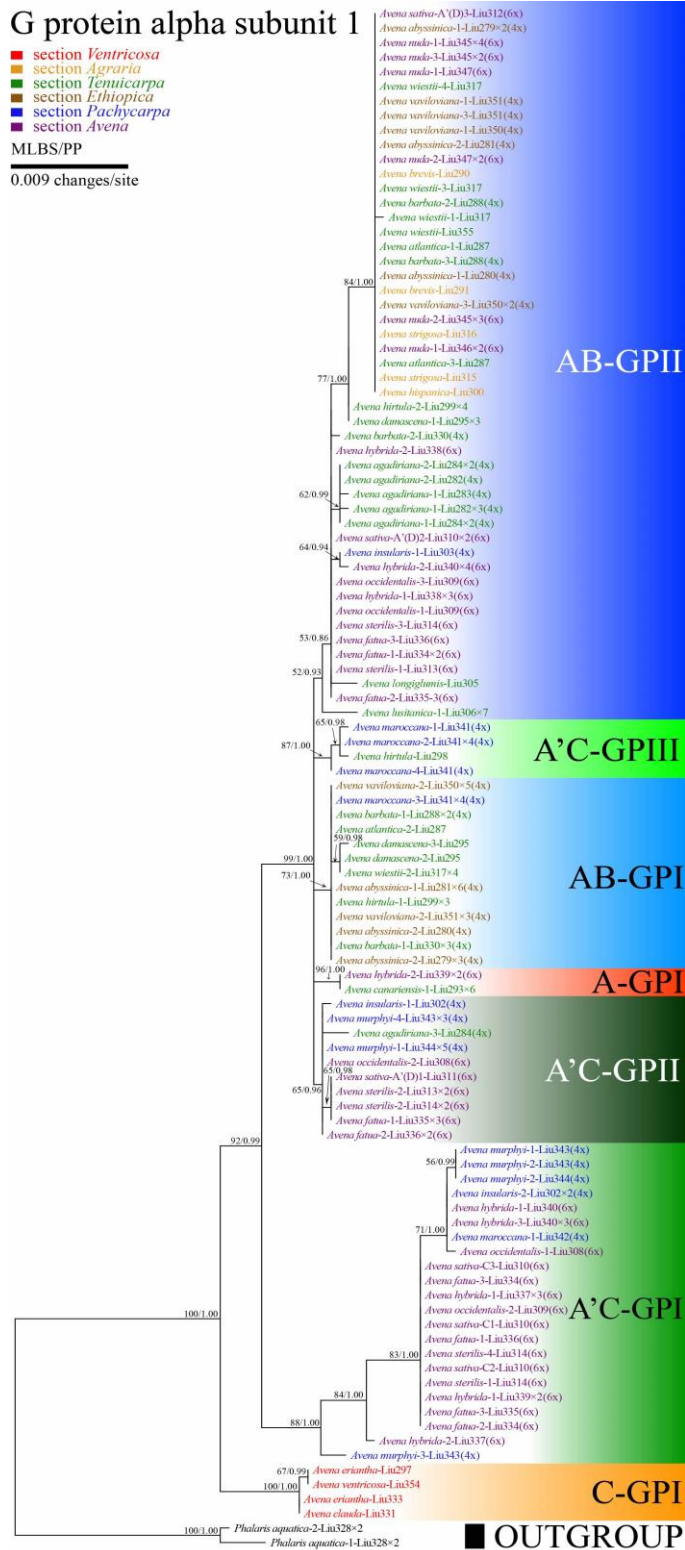 G protein alpha subunit 1
section Ventricosa
section Agraria
section Tenuicarpa
section Ethiopica
section Pachycarpa
section Avena
MLBS/PP
0.009 changes/site
Avena sativa-A'(D)3-Liu312(6x)
Avena abyssinica-1-Liu279×2(4x)
Avena nuda-1-Liu345×4(6x)
Avena nuda-3-Liu345×2(6x)
Avena nuda-1-Liu347(6x)
Avena wiestii-4-Liu317
Avena vaviloviana-1-Liu351(4x)
Avena vaviloviana-3-Liu351(4x)
Avena vaviloviana-1-Liu350(4x)
Avena abyssinica-2-Liu281(4x)
Avena nuda-2-Liu347×2(6x)
Avena brevis-Liu290
Avena wiestii-3-Liu317
Avena barbata-2-Liu288(4x)
Avena wiestii-1-Liu317
Avena wiestii-Liu355
Avena atlantica-1-Liu287
Avena barbata-3-Liu288(4x)
Avena abyssinica-1-Liu280(4x)
84/1.00
Avena brevis-Liu291
Avena vaviloviana-3-Liu350×2(4x)
Avena nuda-2-Liu345×3(6x)
Avena strigosa-Liu316
Avena nuda-1-Liu346×2(6x)
Avena atlantica-3-Liu287
AB-GPII
77/1.00
Avena strigosa-Liu315
Avena hispanica-Liu300
Avena hirtula-2-Liu299×4
Avena damascena-1-Liu295×3
Avena barbata-2-Liu330(4x)
Avena hybrida-2-Liu338(6x)
Avena agadiriana-2-Liu284×2(4x)
Avena agadiriana-2-Liu282(4x)
62/0.99
Avena agadiriana-1-Liu283(4x)
Avena agadiriana-1-Liu282×3(4x)
Avena agadiriana-1-Liu284×2(4x)
Avena sativa-A'(D)2-Liu310×2(6x)
64/0.94
Avena insularis-1-Liu303(4x)
Avena hybrida-2-Liu340×4(6x)
Avena occidentalis-3-Liu309(6x)
Avena hybrida-1-Liu338×3(6x)
Avena occidentalis-1-Liu309(6x)
Avena sterilis-3-Liu314(6x)
53/0.86
Avena fatua-3-Liu336(6x)
Avena fatua-1-Liu334×2(6x)
52/0.93
Avena sterilis-1-Liu313(6x)
Avena longiglumis-Liu305
Avena fatua-2-Liu335-3(6x)
Avena lusitanica-1-Liu306×7
65/0.98
Avena maroccana-1-Liu341(4x)
87/1.00
Avena maroccana-2-Liu341×4(4x)
Avena hirtula-Liu298
A'C-GPIII
Avena maroccana-4-Liu341(4x)
Avena vaviloviana-2-Liu350×5(4x)
Avena maroccana-3-Liu341×4(4x)
Avena barbata-1-Liu288×2(4x)
Avena atlantica-2-Liu287
59/0.98
Avena damascena-3-Liu295
99/1.00
Avena damascena-2-Liu295
73/1.00
Avena wiestii-2-Liu317×4
AB-GPI
Avena abyssinica-1-Liu281×6(4x)
Avena hirtula-1-Liu299×3
Avena vaviloviana-2-Liu351×3(4x)
Avena abyssinica-2-Liu280(4x)
Avena barbata-1-Liu330×3(4x)
Avena abyssinica-2-Liu279×3(4x)
96/1.00
Avena hybrida-2-Liu339×2(6x)
Avena canariensis-1-Liu293×6
A-GPI
Avena insularis-1-Liu302(4x)
Avena murphyi-4-Liu343×3(4x)
Avena agadiriana-3-Liu284(4x)
Avena murphyi-1-Liu344×5(4x)
Avena occidentalis-2-Liu308(6x)
65/0.98
Avena sativa-A'(D)1-Liu311(6x)
A'C-GPII
65/0.96
Avena sterilis-2-Liu313×2(6x)
Avena sterilis-2-Liu314×2(6x)
Avena fatua-1-Liu335×3(6x)
Avena fatua-2-Liu336×2(6x)
92/0.99
Avena murphyi-1-Liu343(4x)
56/0.99
Avena murphyi-2-Liu343(4x)
Avena murphyi-2-Liu344(4x)
Avena insularis-2-Liu302×2(4x)
Avena hybrida-1-Liu340(6x)
Avena hybrida-3-Liu340×3(6x)
71/1.00
Avena maroccana-1-Liu342(4x)
Avena occidentalis-1-Liu308(6x)
Avena sativa-C3-Liu310(6x)
Avena fatua-3-Liu334(6x)
Avena hybrida-1-Liu337×3(6x)
100/1.00
Avena occidentalis-2-Liu309(6x)
A'C-GPI
Avena sativa-C1-Liu310(6x)
Avena fatua-1-Liu336(6x)
83/1.00
Avena sterilis-4-Liu314(6x)
Avena sativa-C2-Liu310(6x)
Avena sterilis-1-Liu314(6x)
84/1.00
Avena hybrida-1-Liu339×2(6x)
Avena fatua-3-Liu335(6x)
88/1.00
Avena fatua-2-Liu334(6x)
Avena hybrida-2-Liu337(6x)
Avena murphyi-3-Liu343(4x)
67/0.99
Avena eriantha-Liu297
Avena ventricosa-Liu354
100/1.00
Avena eriantha-Liu333
C-GPI
Avena clauda-Liu331
100/1.00
Phalaris aquatica-2-Liu328×2
OUTGROUP
Phalaris aquatica-1-Liu328×2